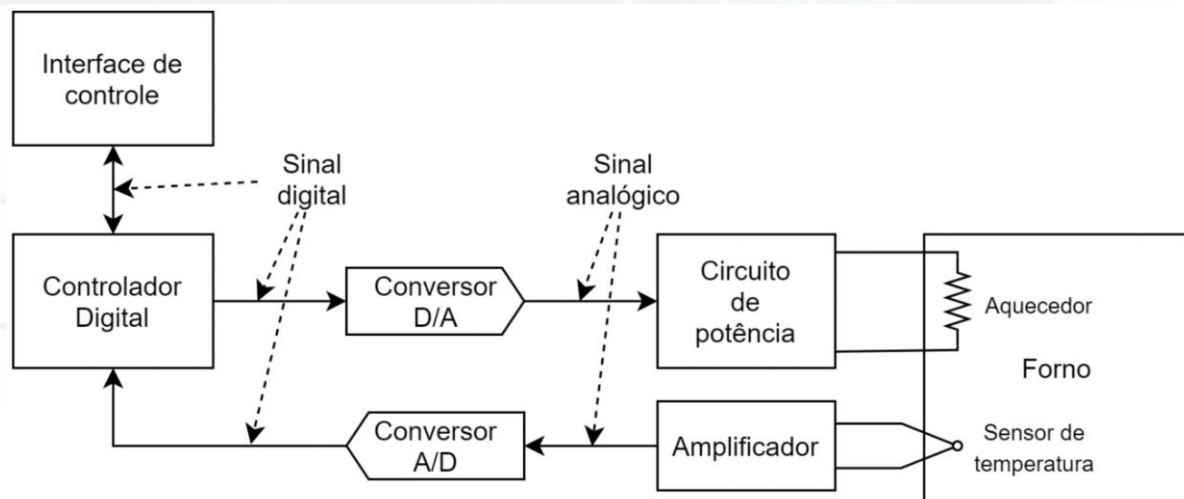 Interface de
controle
Sinal
digital
Sinal
analógico
Controlador
Digital
Conversor
D/A
Circuito
de
potência
Aquecedor
Forno
Conversor
A/D
Amplificador
Sensor de
temperatura